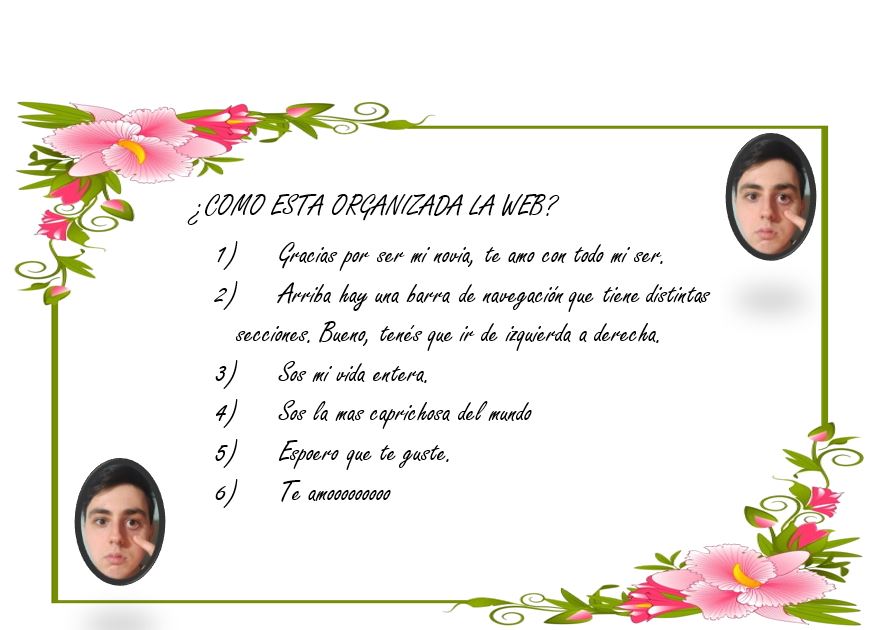 ¿COMO ESTA ORGANIZADA LA WEB?
1) Gracias por ser mi novia, te amo con todo mi ser.
2) Arriba hay una barra de navegación que tiene distintas
secciones. Bueno, tenés que ir de izquierda a derecha.
3) Sos mi vida entera.
4) Sos la mas caprichosa del mundo
5) Espoero que te guste.
6) Te amooooooooo